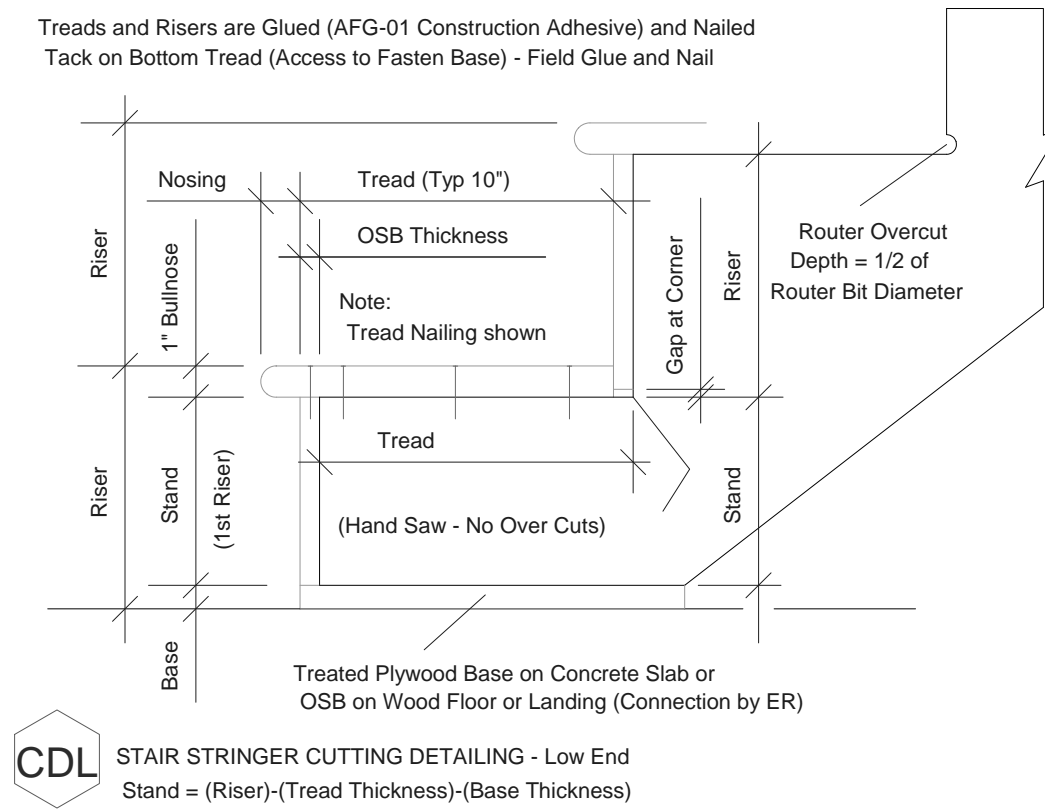 Treads and Risers are Glued (AFG-01 Construction Adhesive) and Nailed
Tack on Bottom Tread (Access to Fasten Base) - Field Glue and Nail
Nosing
Tread (Typ 10")
OSB Thickness
Note:
Tread Nailing shown
Riser
1" Bullnose
Gap at Corner
Riser
Router Overcut
Depth = 1/2 of
Router Bit Diameter
Tread
(Hand Saw - No Over Cuts)
Riser
Stand
(1st Riser)
Stand
Base
Treated Plywood Base on Concrete Slab or
OSB on Wood Floor or Landing (Connection by ER)
CDL
STAIR STRINGER CUTTING DETAILING - Low End
Stand = (Riser)-(Tread Thickness)-(Base Thickness)